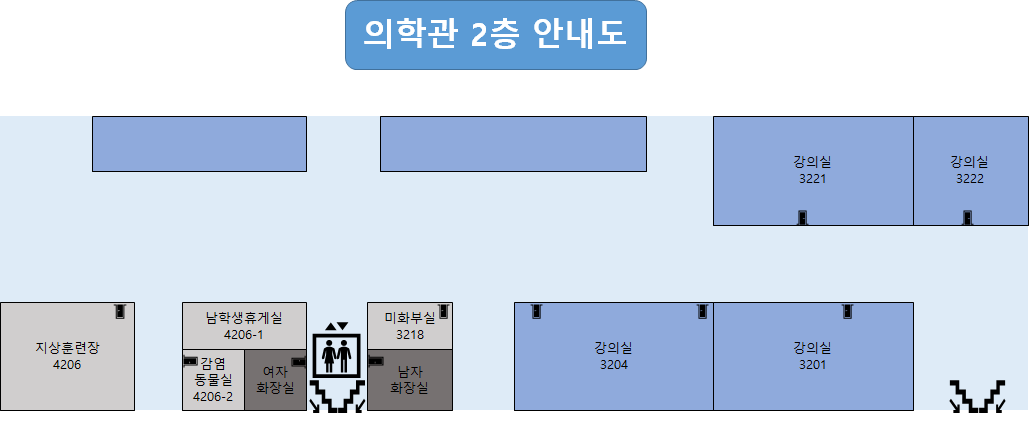 의학관 2층 안내도
강의실
3221
강의실
3222
지상훈련장
4206
남학생휴게실
4206-1
감염
동물실
4206-2
여자
화장실
미화부실
3218
남자
화장실
강의실
3204
강의실
3201